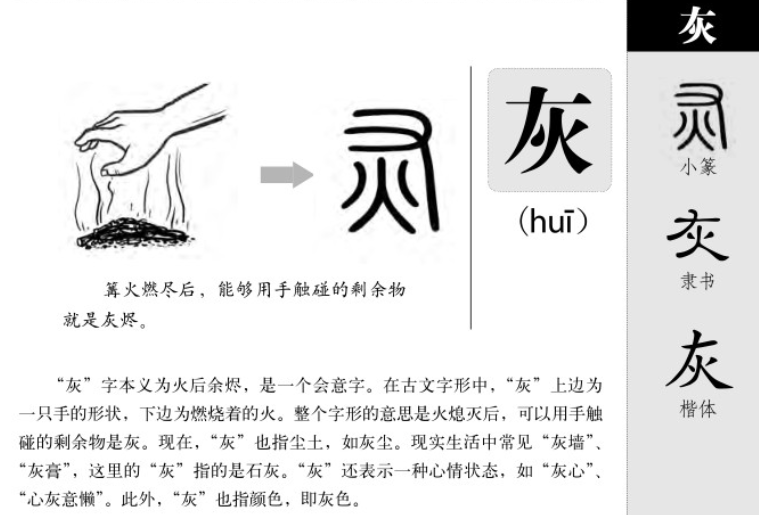 灰
灰
(huī)
篝火燃尽后，能够用手触碰的剩余物
就是灰烬。
“灰”字本义为火后余烬，是一个会意字。在古文字形中，“灰”上边为
一只手的形状，下边为燃烧着的火。整个字形的意思是火熄灭后，可以用手触
碰的剩余物是灰。现在，“灰”也指尘土，如灰尘。现实生活中常见“灰墙”、
“灰膏”，这里的“灰”指的是石灰。“灰”还表示一种心情状态，如“灰心”、
“心灰意懒”。此外，“灰”也指颜色，即灰色。
灰
灰
小篆
灰
隶书
灰
楷体